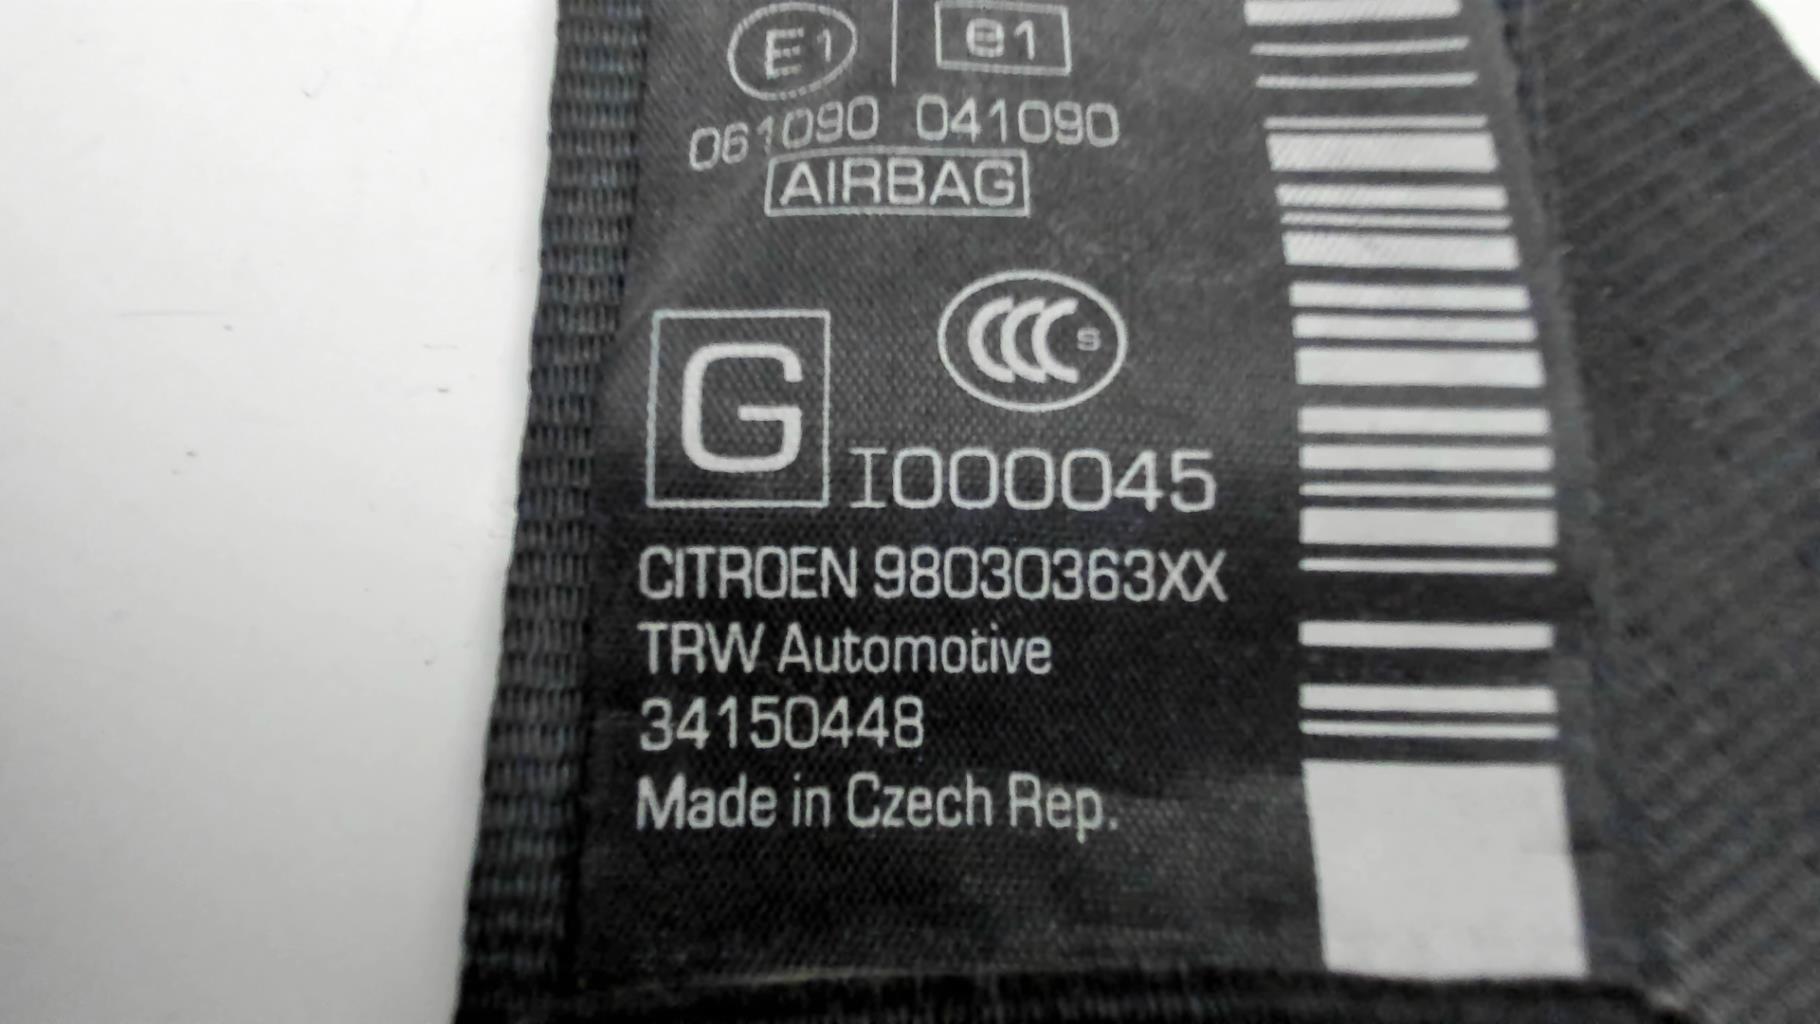 E1 e1
061090 041090
AIRBAG
CCC S
G I000045
CITROEN 98030363XX
TRW Automotive
34150448
Made in Czech Rep.